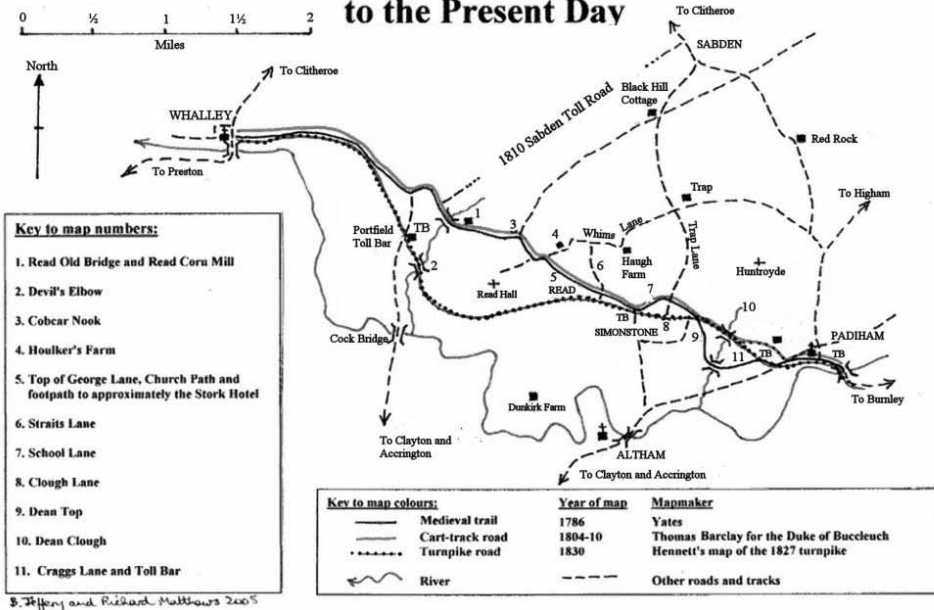 to the Present Day
0 ½ 1 1½ 2
Miles
North
To Clitheroe
WHALLEY
To Preston
To Clitheroe
SABDEN
Black Hill
Cottage
1810 Sabden Toll Road
Red Rock
Trap
To Higham
Portfield
Toll Bar
TB
1
2
3
4
Whims Lane
Trap Lane
Haugh
Farm
Huntroyde
5
6
READ
Read Hall
7
8
TB
SIMONSTONE
9
10
11
TB
PADIHAM
TB
To Burnley
Cock Bridge
Dunkirk Farm
ALTHAM
To Clayton and
Accrington
To Clayton and Accrington
Key to map numbers:
1. Read Old Bridge and Read Corn Mill
2. Devil's Elbow
3. Cobcar Nook
4. Houlker's Farm
5. Top of George Lane, Church Path and
footpath to approximately the Stork Hotel
6. Straits Lane
7. School Lane
8. Clough Lane
9. Dean Top
10. Dean Clough
11. Craggs Lane and Toll Bar
Key to map colours: Year of map Mapmaker
Medieval trail 1786 Yates
Cart-track road 1804-10 Thomas Barclay for the Duke of Buccleuch
Turnpike road 1830 Hennett's map of the 1827 turnpike
River Other roads and tracks
B. Jeffery and Richard Matthews 2005